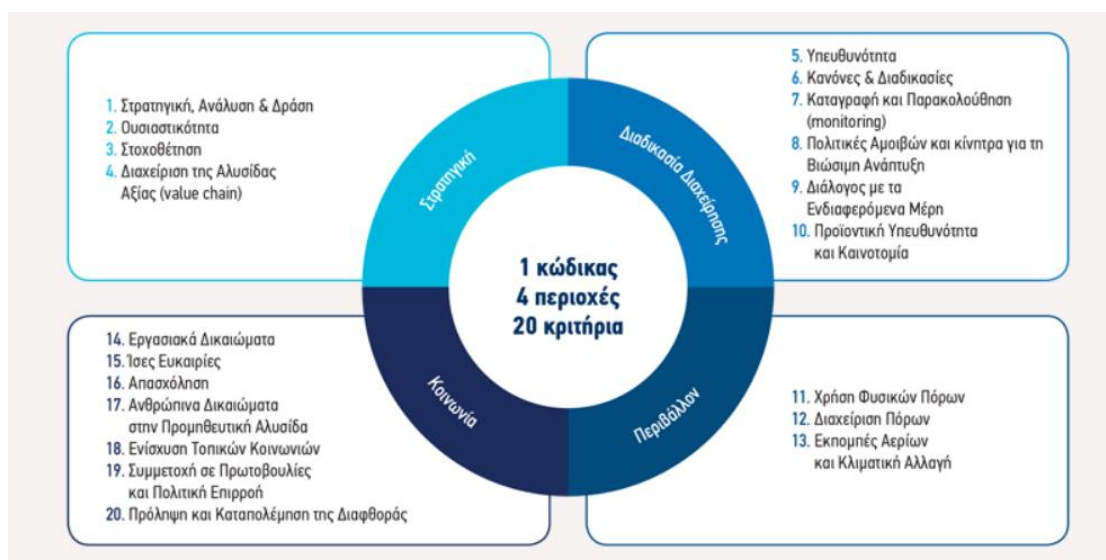 1. Στρατηγική, Ανάλυση & Δράση
2. Ουσιαστικότητα
3. Στοχοθέτηση
4. Διαχείριση της Αλυσίδας
Αξίας (value chain)
5. Υπευθυνότητα
6. Κανόνες & Διαδικασίες
7. Καταγραφή και Παρακολούθηση
(monitoring)
8. Πολιτικές Αμοιβών και κίνητρα για τη
Βιώσιμη Ανάπτυξη
9. Διάλογος με τα
Ενδιαφερόμενα Μέρη
10. Προϊοντική Υπευθυνότητα
και Καινοτομία
Στρατηγική
Διαδικασία Διαχείρησης
1 κώδικας
4 περιοχές
20 κριτήρια
Κοινωνία
Περιβάλλον
14. Εργασιακά Δικαιώματα
15. Ίσες Ευκαιρίες
16. Απασχόληση
17. Ανθρώπινα Δικαιώματα
στην Προμηθευτική Αλυσίδα
18. Ενίσχυση Τοπικών Κοινωνιών
19. Συμμετοχή σε Πρωτοβουλίες
και Πολιτική Επιρροή
20. Πρόληψη και Καταπολέμηση της Διαφθοράς
11. Χρήση Φυσικών Πόρων
12. Διαχείριση Πόρων
13. Εκπομπές Αερίων
και Κλιματική Αλλαγή